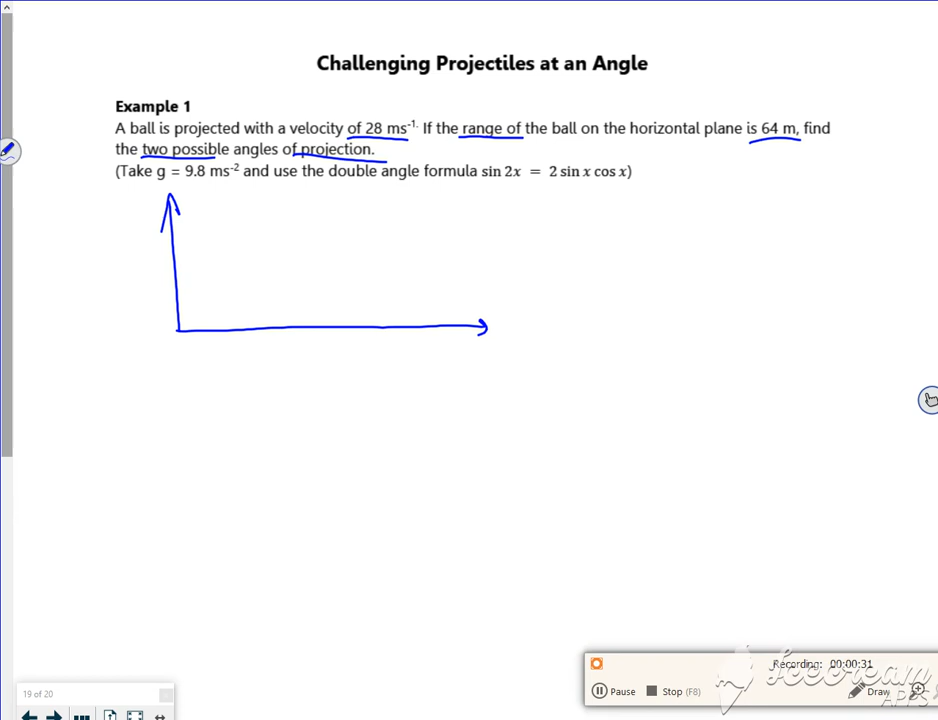 Challenging Projectiles at an Angle
Example 1
A ball is projected with a velocity of 28 ms⁻¹. If the range of the ball on the horizontal plane is 64 m, find
the two possible angles of projection.
(Take g = 9.8 ms⁻² and use the double angle formula sin 2x = 2 sin x cos x)
19 of 20
Recording: 00:00:31
Pause
Stop (F8)
Draw
Icecream
APPS